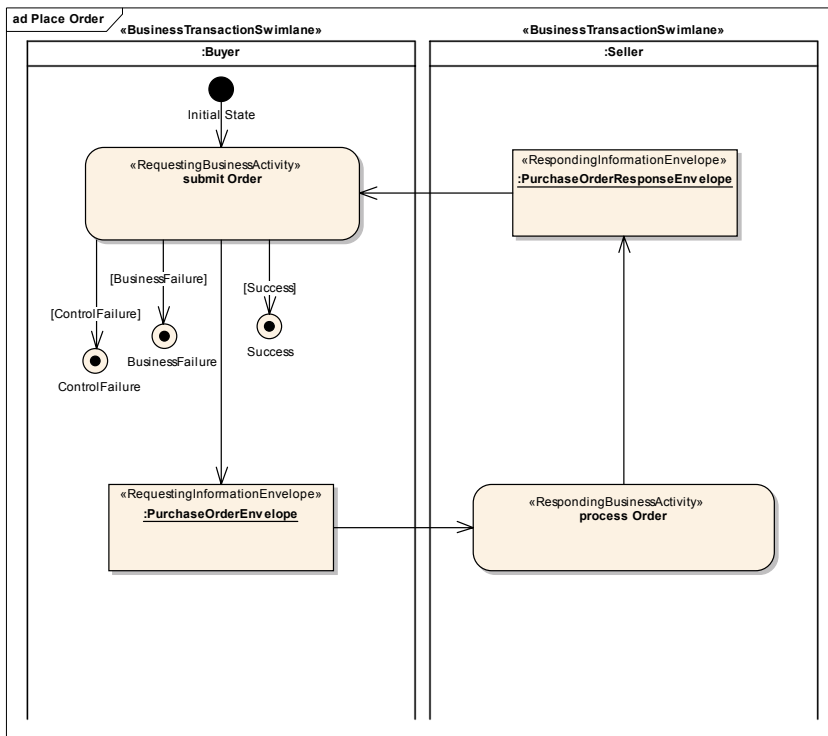 ad Place Order
«BusinessTransactionSwimlane»
:Buyer
«BusinessTransactionSwimlane»
:Seller
Initial State
«RequestingBusinessActivity»
submit Order
«RespondingInformationEnvelope»
:PurchaseOrderResponseEnvelope
[BusinessFailure]
[Success]
[ControlFailure]
BusinessFailure
Success
ControlFailure
«RequestingInformationEnvelope»
:PurchaseOrderEnvelope
«RespondingBusinessActivity»
process Order